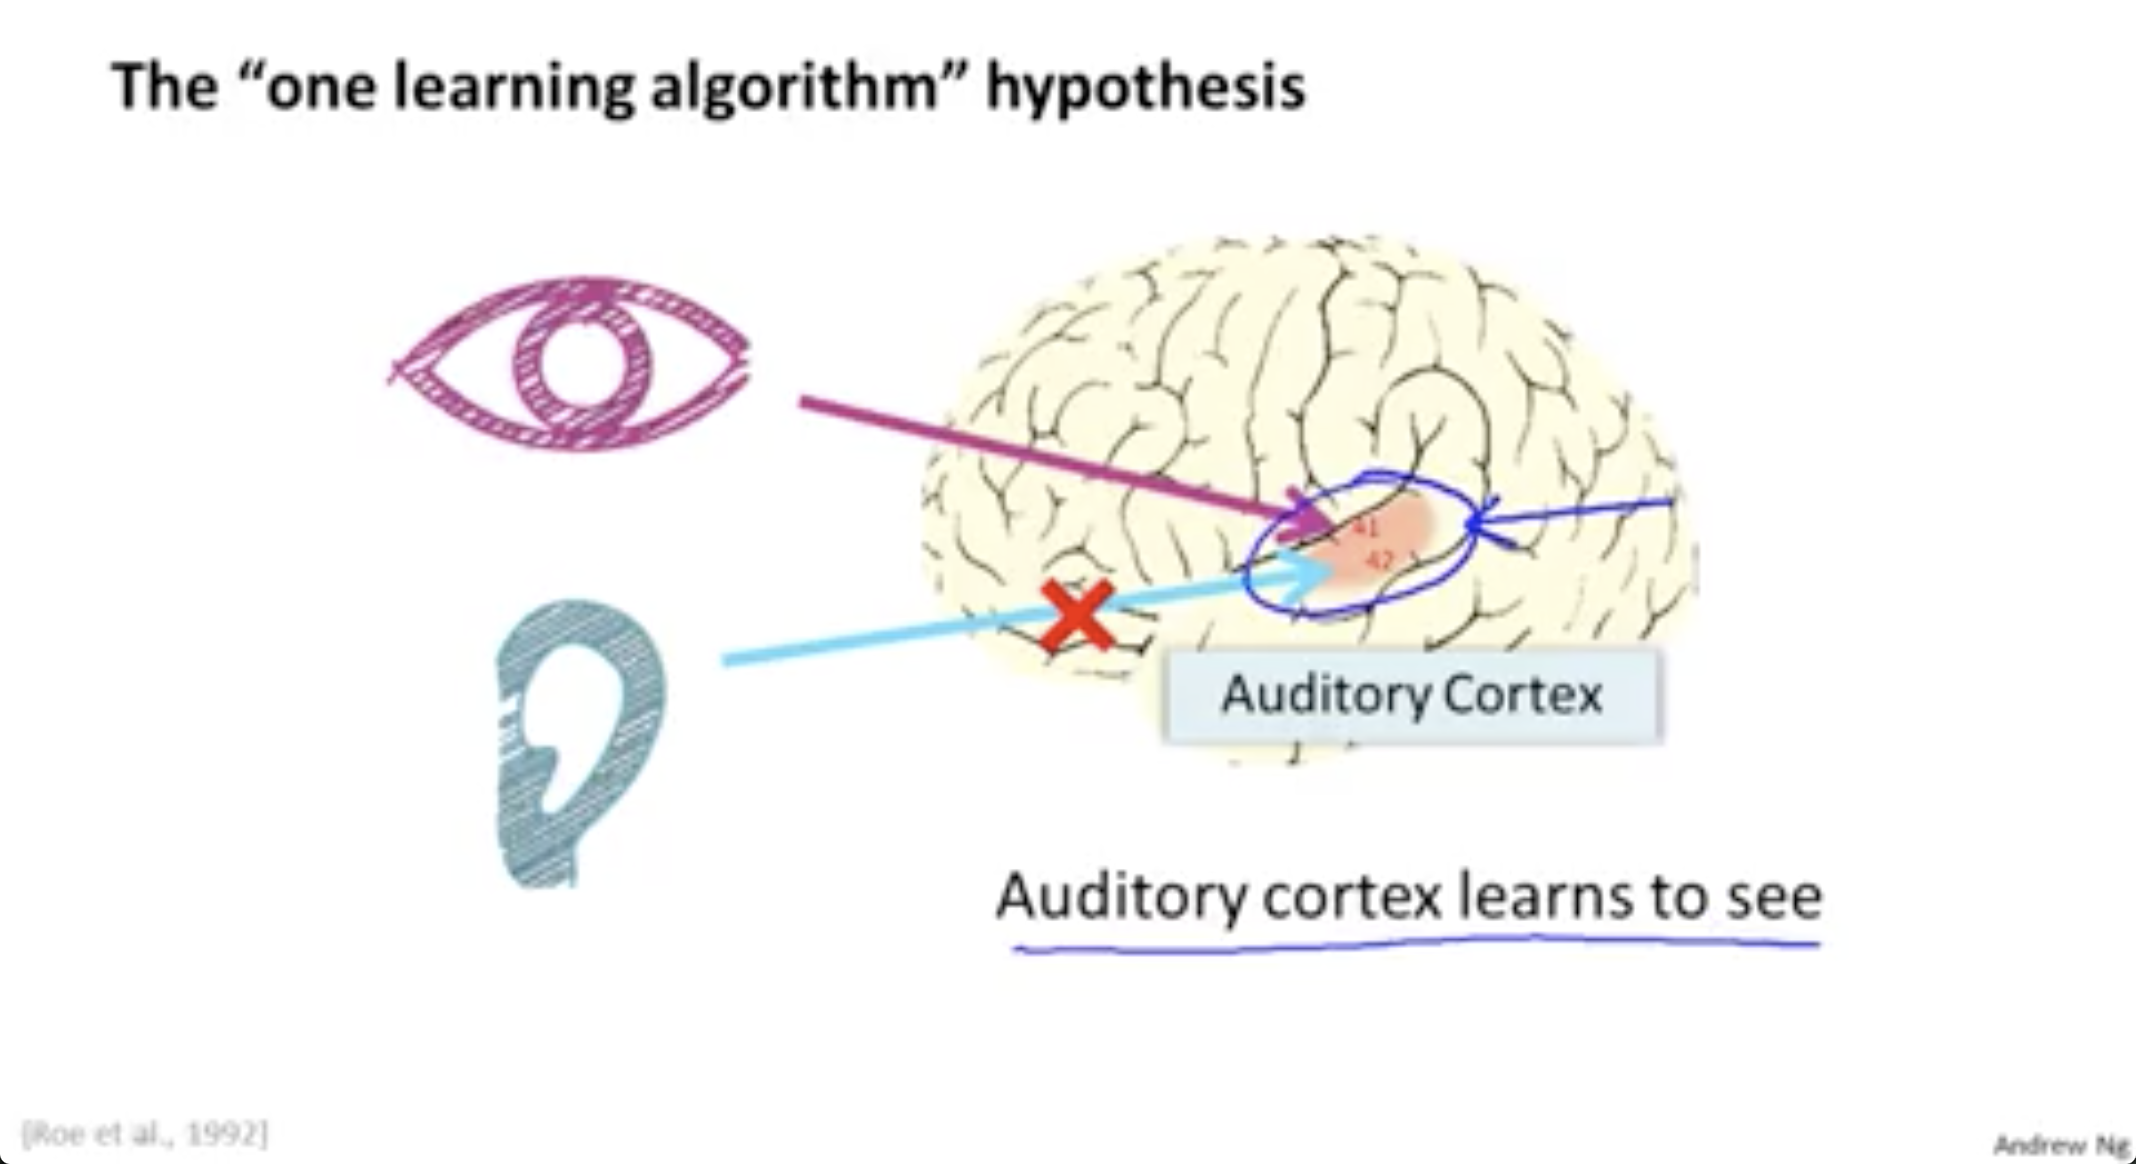 The “one learning algorithm” hypothesis
41
42
Auditory Cortex
Auditory cortex learns to see
[Roe et al., 1992]
Andrew Ng